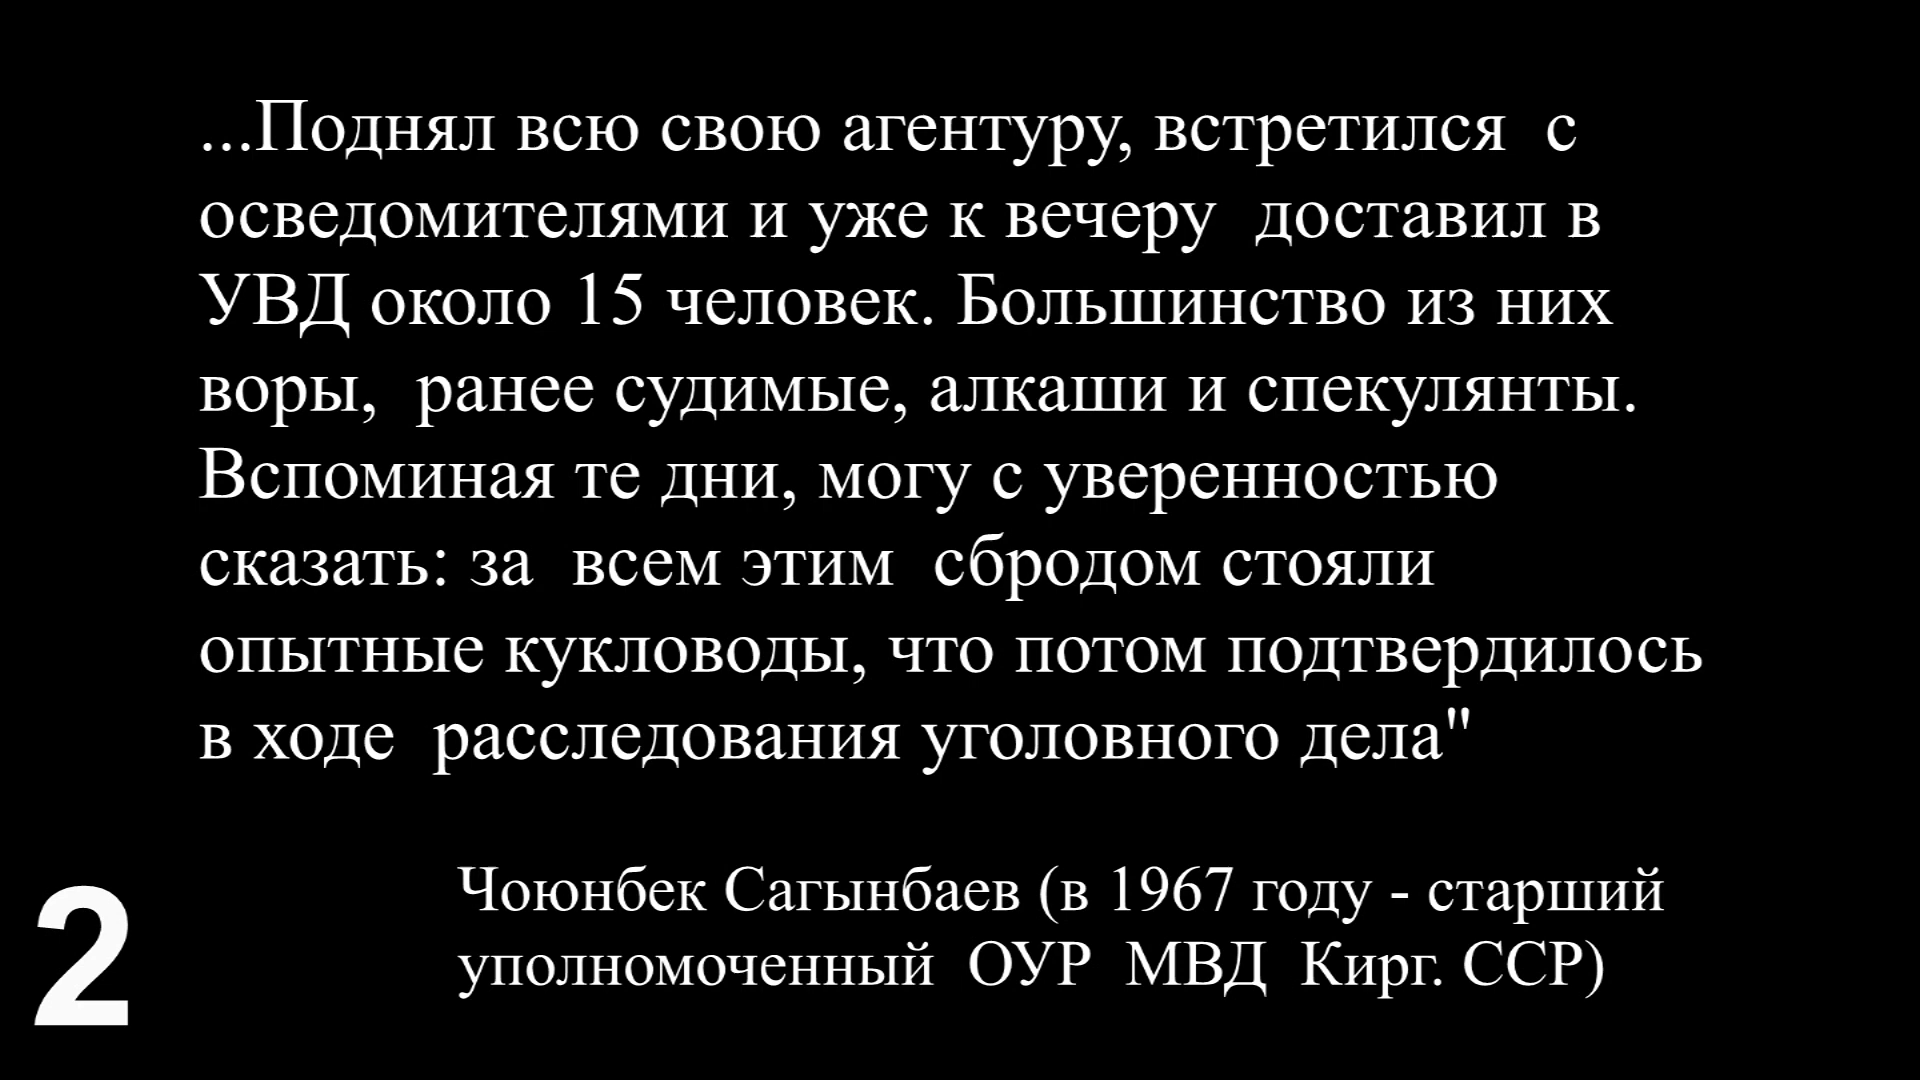 ...Поднял всю свою агентуру, встретился с
осведомителями и уже к вечеру доставил в
УВД около 15 человек. Большинство из них
воры, ранее судимые, алкаши и спекулянты.
Вспоминая те дни, могу с уверенностью
сказать: за всем этим сбродом стояли
опытные кукловоды, что потом подтвердилось
в ходе расследования уголовного дела"
Чоюнбек Сагынбаев (в 1967 году - старший
уполномоченный ОУР МВД Кирг. ССР)
2